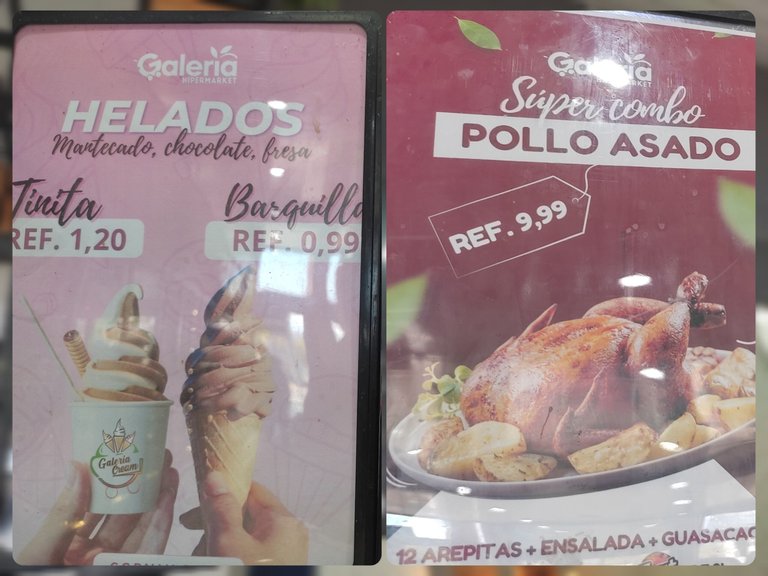 Galeria
HIPERMARKET
HELADOS
Mantecado, chocolate, fresa
Tinita
REF. 1,20
Barquilla
REF. 0,99
Galeria
Cream
Galeria
HIPERMARKET
Súper combo
POLLO ASADO
REF. 9,99
12 AREPITAS + ENSALADA + GUASACAC